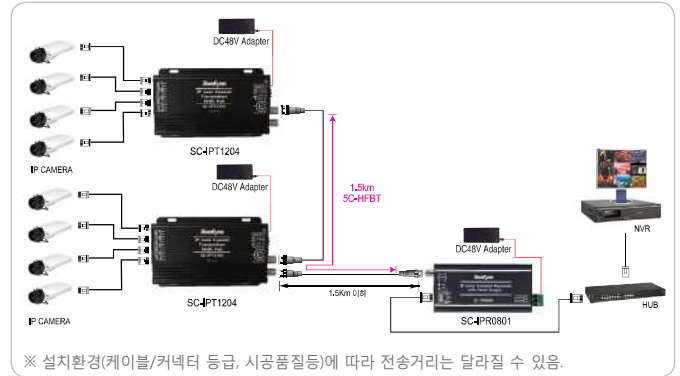 DC48V Adapter
SC-IPT1204
IP CAMERA
DC48V Adapter
1.5km
5C-HFBT
NVR
DC48V Adapter
SC-IPT1204
1.5Km 이하
HUB
SC-IPR0801
IP CAMERA
※ 설치환경(케이블/커넥터 등급, 시공품질등)에 따라 전송거리는 달라질 수 있음.